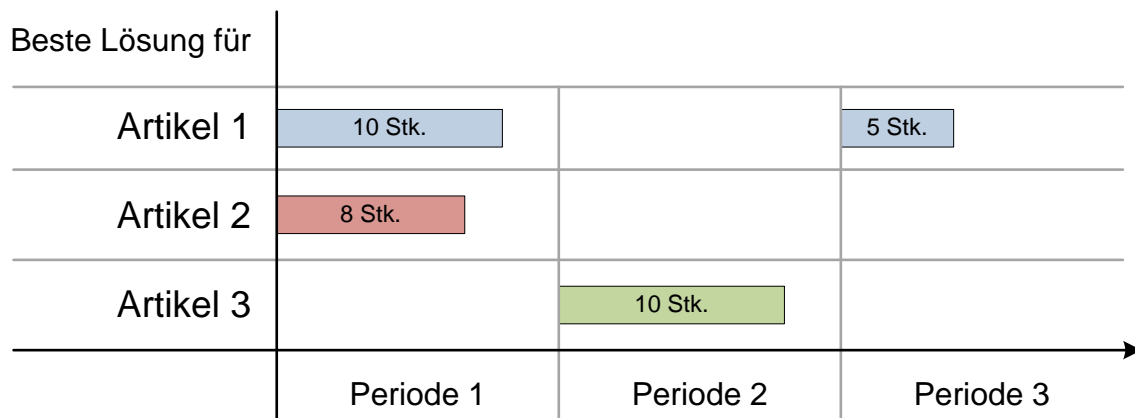 Beste Lösung für
Artikel 1
10 Stk.
5 Stk.
Artikel 2
8 Stk.
Artikel 3
10 Stk.
Periode 1
Periode 2
Periode 3